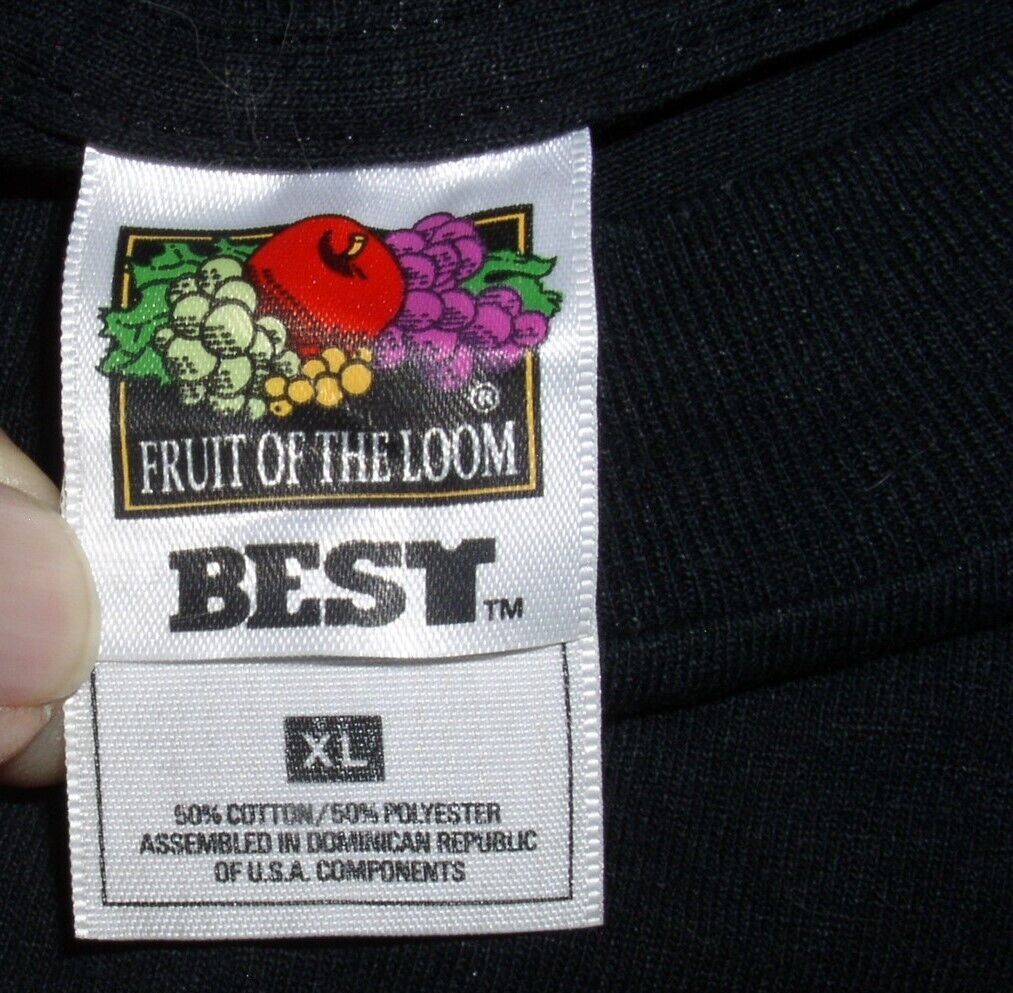 ®
FRUIT OF THE LOOM
BEST™
XL
50% COTTON/50% POLYESTER
ASSEMBLED IN DOMINICAN REPUBLIC
OF U.S.A. COMPONENTS